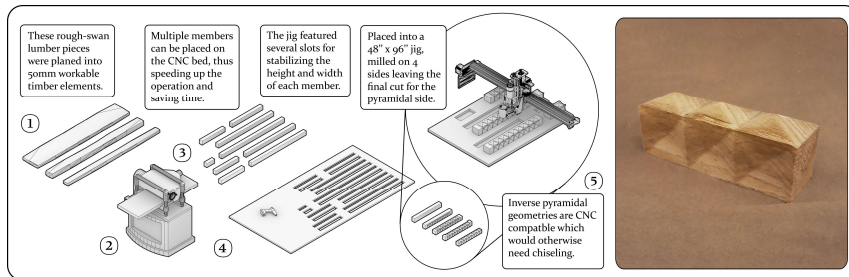 These rough-swan
lumber pieces
were planed into
50mm workable
timber elements.
Multiple members
can be placed on
the CNC bed, thus
speeding up the
operation and
saving time.
The jig featured
several slots for
stabilizing the
height and width
of each member.
Placed into a
48" x 96" jig,
milled on 4
sides leaving the
final cut for the
pyramidal side.
1
2
3
4
5
Inverse pyramidal
geometries are CNC
compatable which
would otherwise
need chiseling.